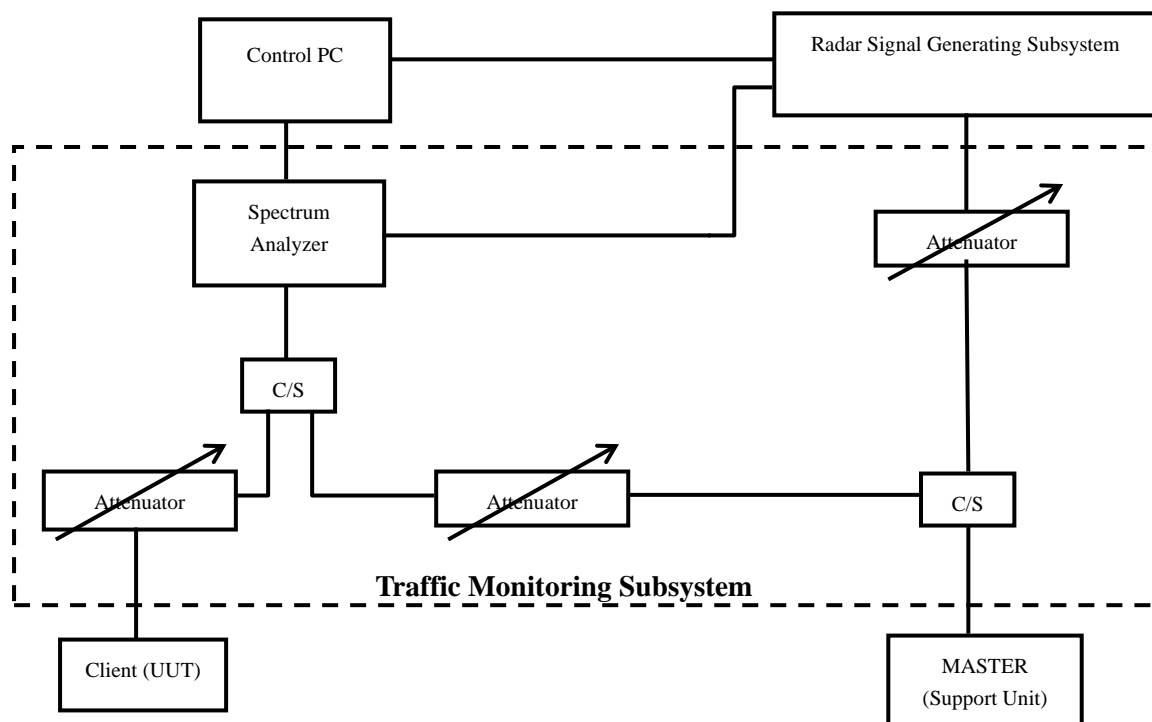 Control PC
Radar Signal Generating Subsystem
Spectrum
Analyzer
Attenuator
C/S
Attenuator
Attenuator
C/S
Traffic Monitoring Subsystem
Client (UUT)
MASTER
(Support Unit)